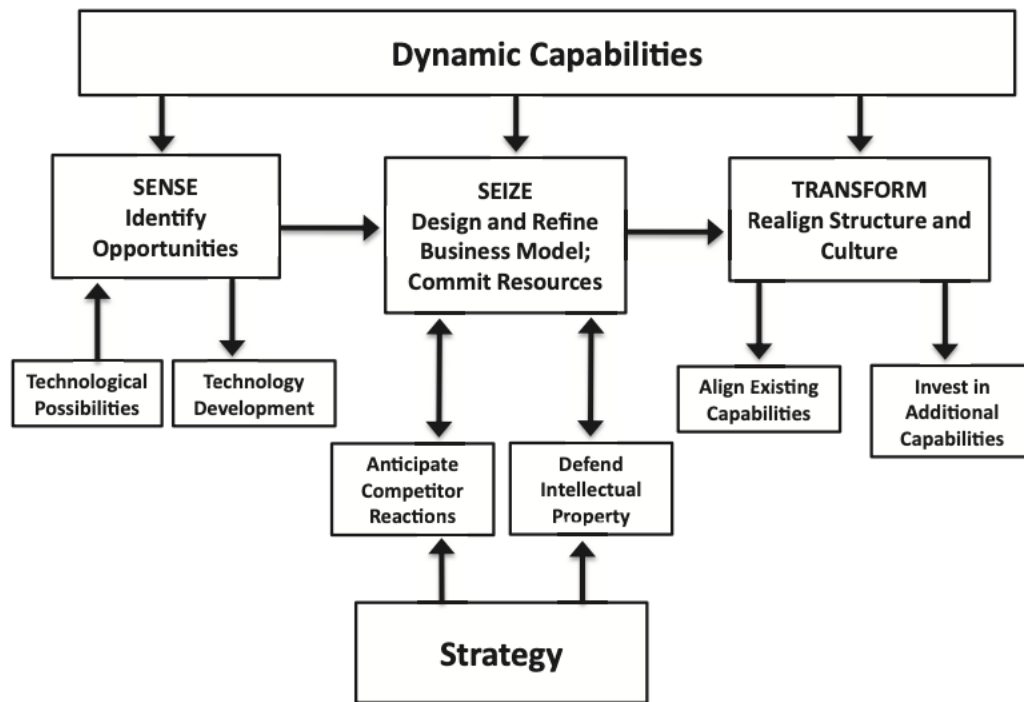 Dynamic Capabilities
SENSE
Identify
Opportunities
SEIZE
Design and Refine
Business Model;
Commit Resources
TRANSFORM
Realign Structure and
Culture
Technological
Possibilities
Technology
Development
Anticipate
Competitor
Reactions
Defend
Intellectual
Property
Align Existing
Capabilities
Invest in
Additional
Capabilities
Strategy